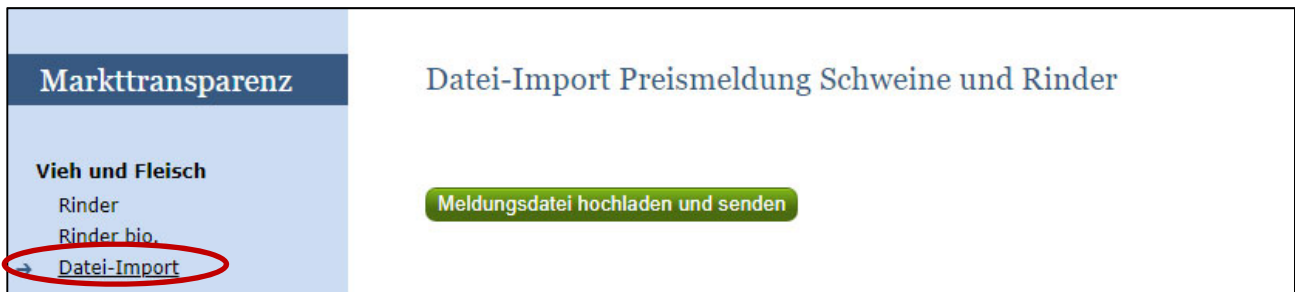 Markttransparenz
Datei-Import Preismeldung Schweine und Rinder
Vieh und Fleisch
Rinder
Rinder bio.
→ Datei-Import
Meldungsdatei hochladen und senden